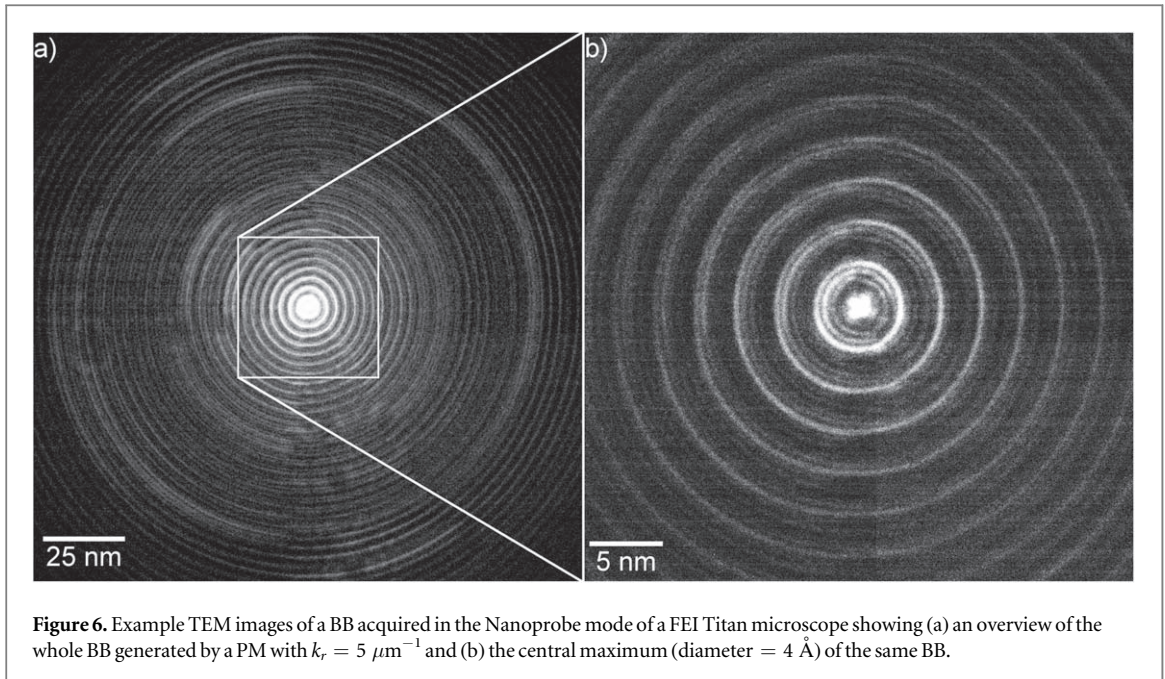 a)
b)
25 nm
5 nm
Figure 6. Example TEM images of a BB acquired in the Nanoprobe mode of a FEI Titan microscope showing (a) an overview of the
whole BB generated by a PM with kᵣ = 5 μm⁻¹ and (b) the central maximum (diameter = 4 Å) of the same BB.